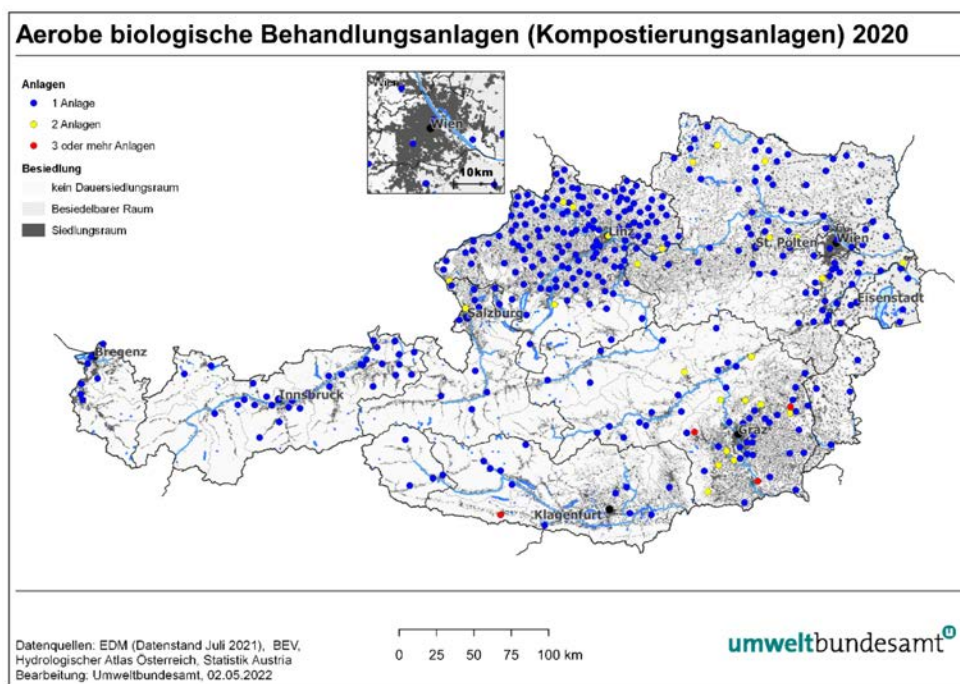 Aerobe biologische Behandlungsanlagen (Kompostierungsanlagen) 2020
Anlagen
1 Anlage
2 Anlagen
3 oder mehr Anlagen
Besiedlung
kein Dauersiedlungsraum
Besiedelbarer Raum
Siedlungsraum
Wien
Wien
10km
Linz
St. Pölten
Wien
Eisenstadt
Salzburg
Bregenz
Innsbruck
Graz
Klagenfurt
Datenquellen: EDM (Datenstand Juli 2021), BEV,
Hydrologischer Atlas Österreich, Statistik Austria
Bearbeitung: Umweltbundesamt, 02.05.2022
0 25 50 75 100 km
umweltbundesamt u